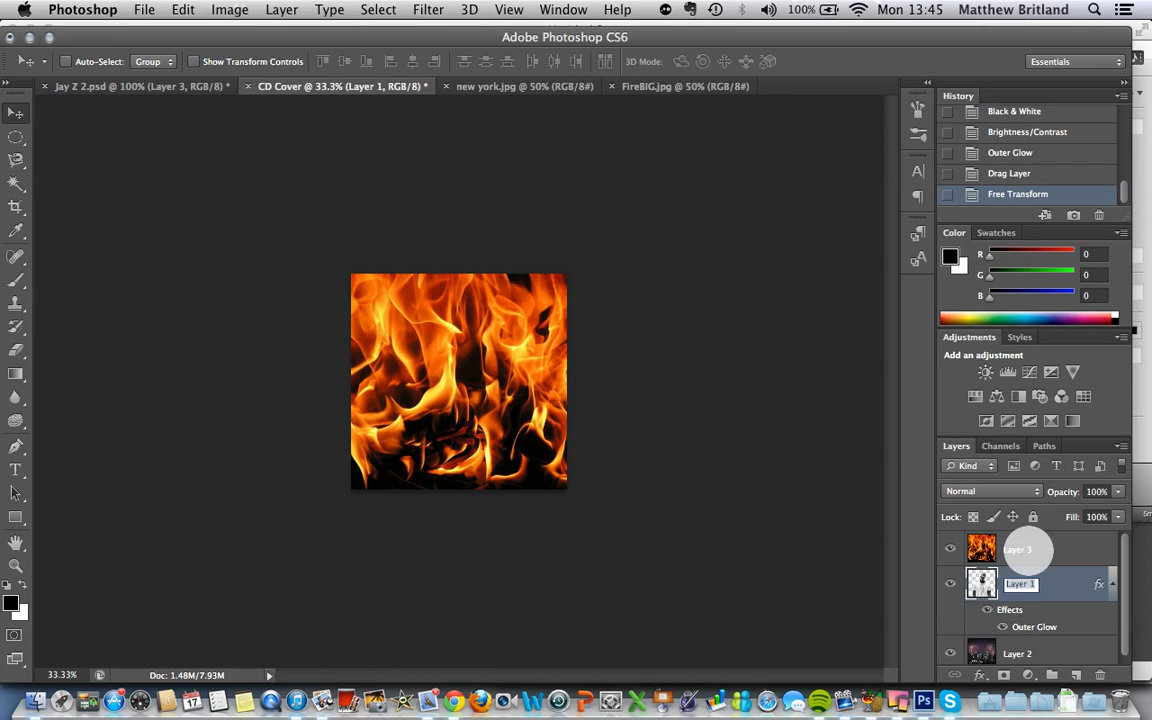 Photoshop File Edit Image Layer Type Select Filter 3D View Window Help 100% Mon 13:45 Matthew Britland
Adobe Photoshop CS6
Auto-Select: Group Show Transform Controls 3D Mode: Essentials
Jay Z 2.psd @ 100% (Layer 3, RGB/8) * CD Cover @ 33.3% (Layer 1, RGB/8) * new york.jpg @ 50% (RGB/8#) FireBIG.jpg @ 50% (RGB/8#)
History
Black & White
Brightness/Contrast
Outer Glow
Drag Layer
Free Transform
Color Swatches
R 0
G 0
B 0
Adjustments Styles
Add an adjustment
Layers Channels Paths
Kind
Normal Opacity: 100%
Lock: Fill: 100%
Layer 3
Layer 1 fx
Effects
Outer Glow
Layer 2
33.33% Doc: 1.48M/7.93M